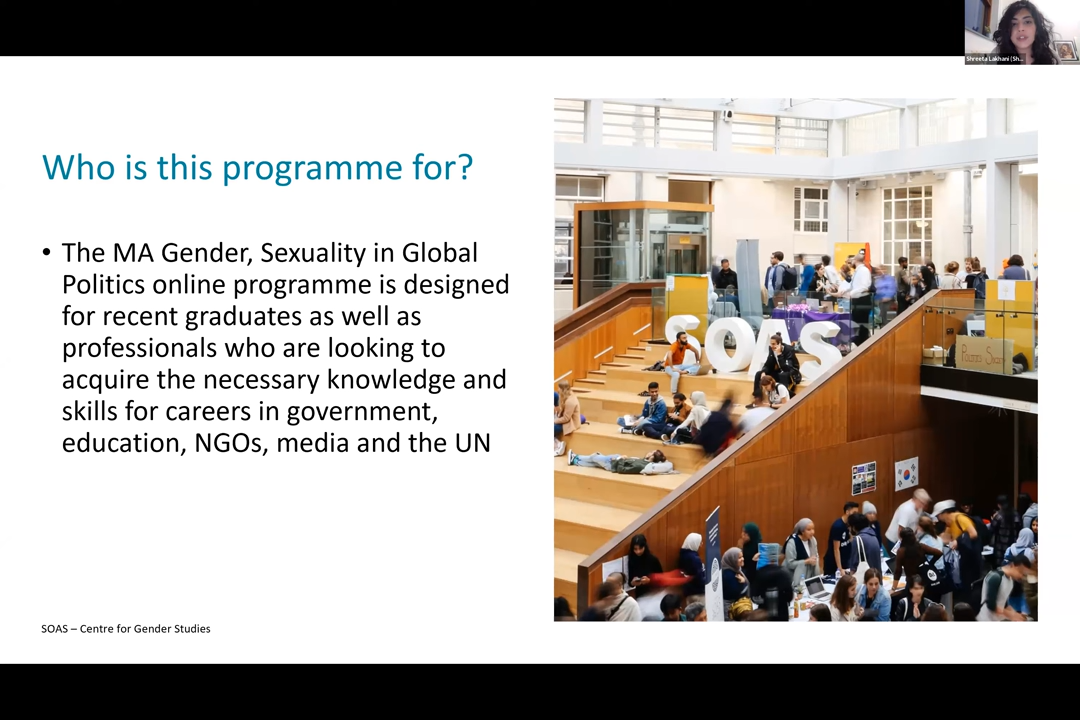 Shreeta Lakhani (Sh...
Who is this programme for?
• The MA Gender, Sexuality in Global
Politics online programme is designed
for recent graduates as well as
professionals who are looking to
acquire the necessary knowledge and
skills for careers in government,
education, NGOs, media and the UN
SOAS
SOAS – Centre for Gender Studies